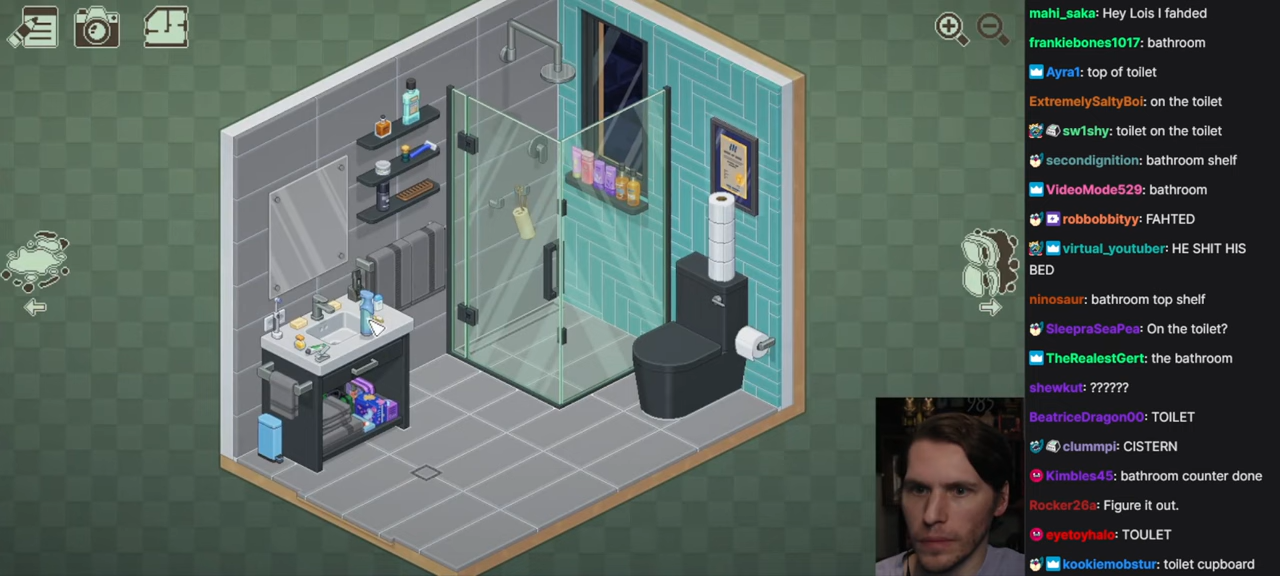 mahi_saka: Hey Lois I fahded
frankiebones1017: bathroom
Ayra1: top of toilet
ExtremelySaltyBoi: on the toilet
sw1shy: toilet on the toilet
secondignition: bathroom shelf
VideoMode529: bathroom
robbobbityy: FAHTED
virtual_youtuber: HE SHIT HIS
BED
ninosaur: bathroom top shelf
SleepraSeaPea: On the toilet?
TheRealestGert: the bathroom
shewkut: ??????
BeatriceDragon00: TOILET
clummpi: CISTERN
Kimbles45: bathroom counter done
Rocker26a: Figure it out.
eyetoyhalo: TOULET
kookiemobstur: toilet cupboard
985